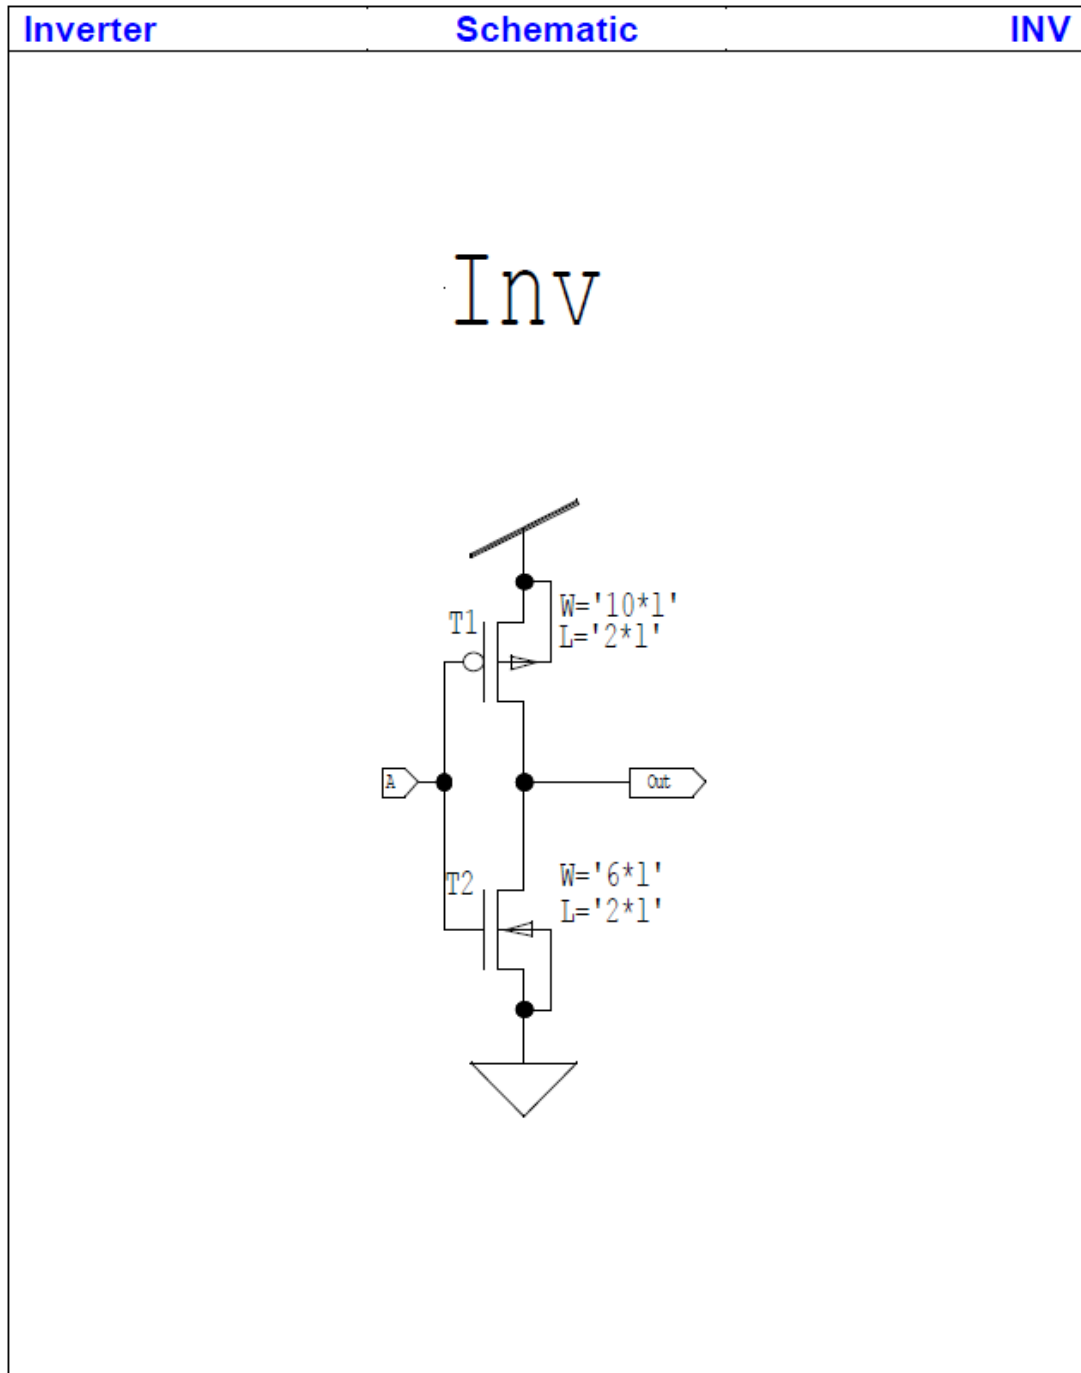 Inverter Schematic INV
Inv
T1
W='10*l'
L='2*l'
A
Out
T2
W='6*l'
L='2*l'